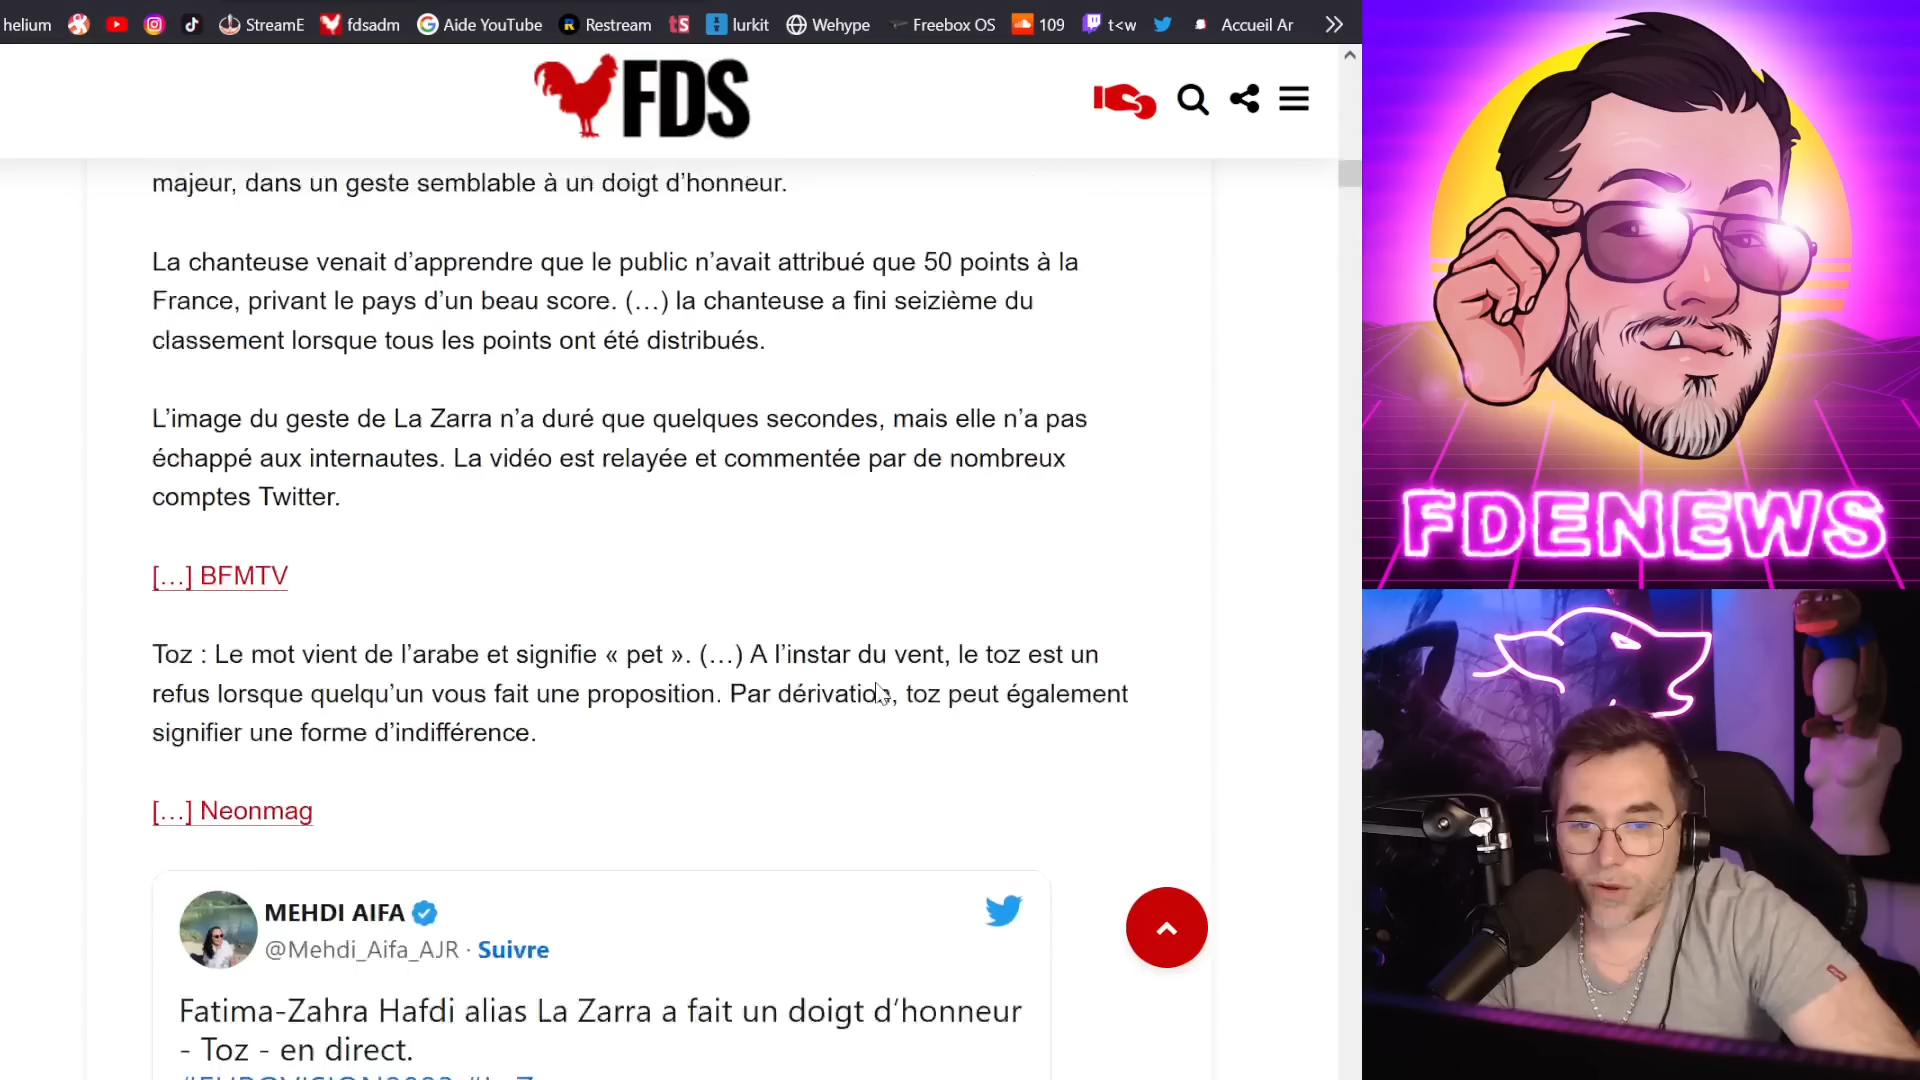 helium StreamE fdsadm Aide YouTube Restream tS lurkit Wehype Freebox OS 109 t<w Accueil Ar
FDS
majeur, dans un geste semblable à un doigt d’honneur.
La chanteuse venait d’apprendre que le public n’avait attribué que 50 points à la
France, privant le pays d’un beau score. (…) la chanteuse a fini seizième du
classement lorsque tous les points ont été distribués.
L’image du geste de La Zarra n’a duré que quelques secondes, mais elle n’a pas
échappé aux internautes. La vidéo est relayée et commentée par de nombreux
comptes Twitter.
[…] BFMTV
Toz : Le mot vient de l’arabe et signifie « pet ». (…) A l’instar du vent, le toz est un
refus lorsque quelqu’un vous fait une proposition. Par dérivation, toz peut également
signifier une forme d’indifférence.
[…] Neonmag
MEHDI AIFA
@Mehdi_Aifa_AJR · Suivre
Fatima-Zahra Hafdi alias La Zarra a fait un doigt d’honneur
- Toz - en direct.
FDENEWS